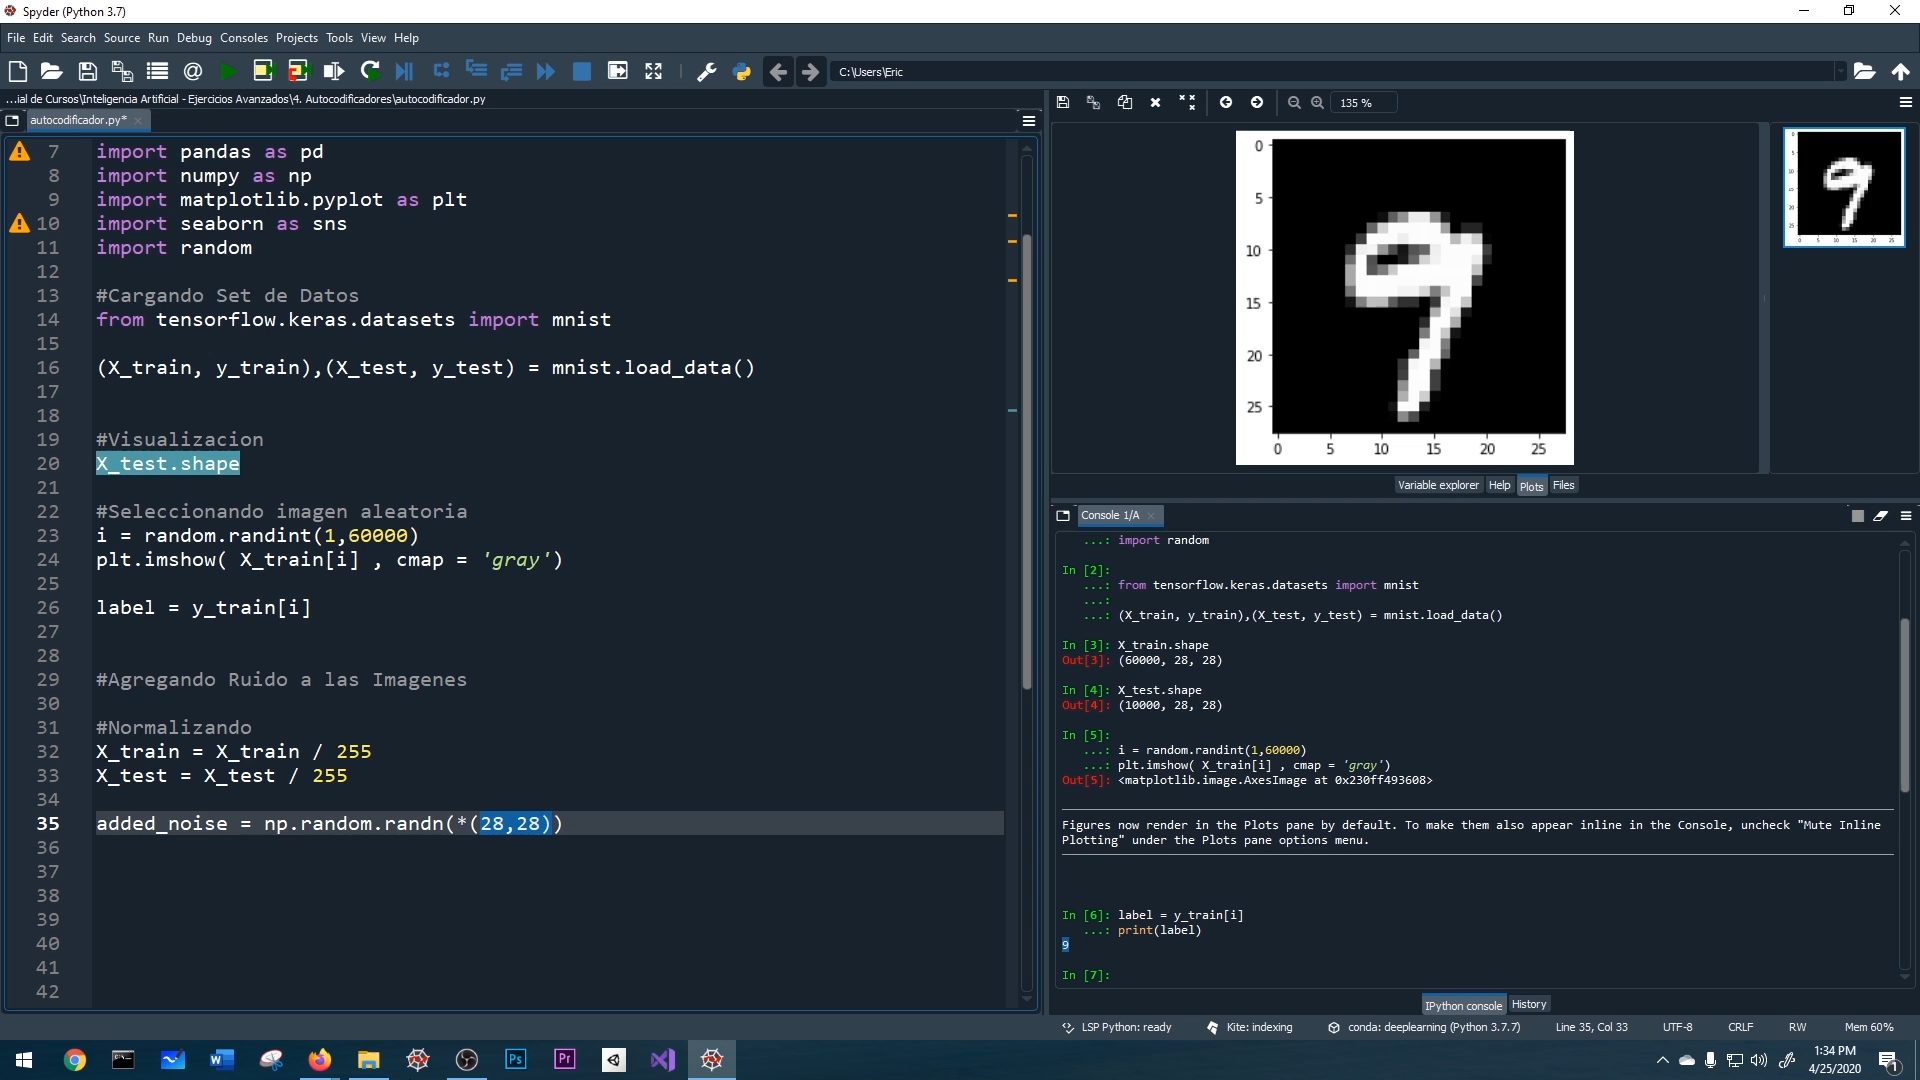 Spyder (Python 3.7)
File Edit Search Source Run Debug Consoles Projects Tools View Help
C:\Users\Eric
...ial de Cursos\Inteligencia Artificial - Ejercicios Avanzados\4. Autocodificadores\autocodificador.py
autocodificador.py*
7 import pandas as pd
8 import numpy as np
9 import matplotlib.pyplot as plt
10 import seaborn as sns
11 import random
12
13 #Cargando Set de Datos
14 from tensorflow.keras.datasets import mnist
15
16 (X_train, y_train),(X_test, y_test) = mnist.load_data()
17
18
19 #Visualizacion
20 X_test.shape
21
22 #Seleccionando imagen aleatoria
23 i = random.randint(1,60000)
24 plt.imshow( X_train[i] , cmap = 'gray')
25
26 label = y_train[i]
27
28
29 #Agregando Ruido a las Imagenes
30
31 #Normalizando
32 X_train = X_train / 255
33 X_test = X_test / 255
34
35 added_noise = np.random.randn(*(28,28))
36
37
38
39
40
41
42
135 %
0
5
10
15
20
25
0 5 10 15 20 25
Variable explorer Help Plots Files
Console 1/A
...: import random
In [2]:
...: from tensorflow.keras.datasets import mnist
...:
...: (X_train, y_train),(X_test, y_test) = mnist.load_data()
In [3]: X_train.shape
Out[3]: (60000, 28, 28)
In [4]: X_test.shape
Out[4]: (10000, 28, 28)
In [5]:
...: i = random.randint(1,60000)
...: plt.imshow( X_train[i] , cmap = 'gray')
Out[5]: <matplotlib.image.AxesImage at 0x230ff493608>
Figures now render in the Plots pane by default. To make them also appear inline in the Console, uncheck "Mute Inline
Plotting" under the Plots pane options menu.
In [6]: label = y_train[i]
...: print(label)
9
In [7]:
IPython console History
LSP Python: ready Kite: indexing conda: deeplearning (Python 3.7.7) Line 35, Col 33 UTF-8 CRLF RW Mem 60%
Ps Pr
1:34 PM
4/25/2020
1